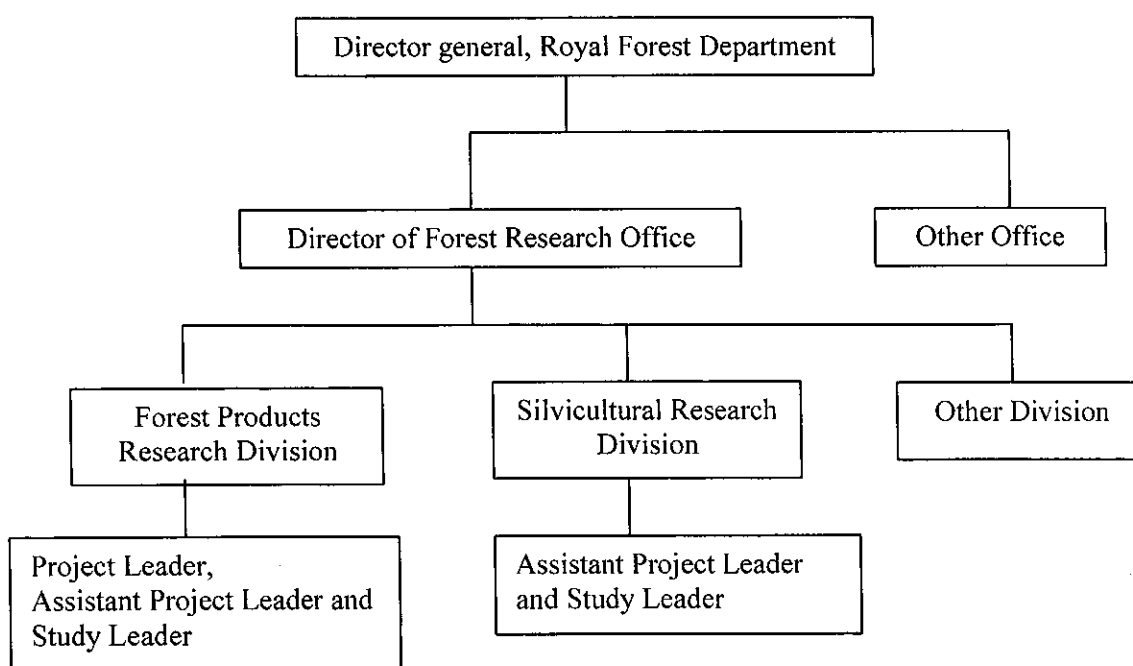 Director general, Royal Forest Department
Director of Forest Research Office
Other Office
Forest Products
Research Division
Silvicultural Research
Division
Other Division
Project Leader,
Assistant Project Leader and
Study Leader
Assistant Project Leader
and Study Leader